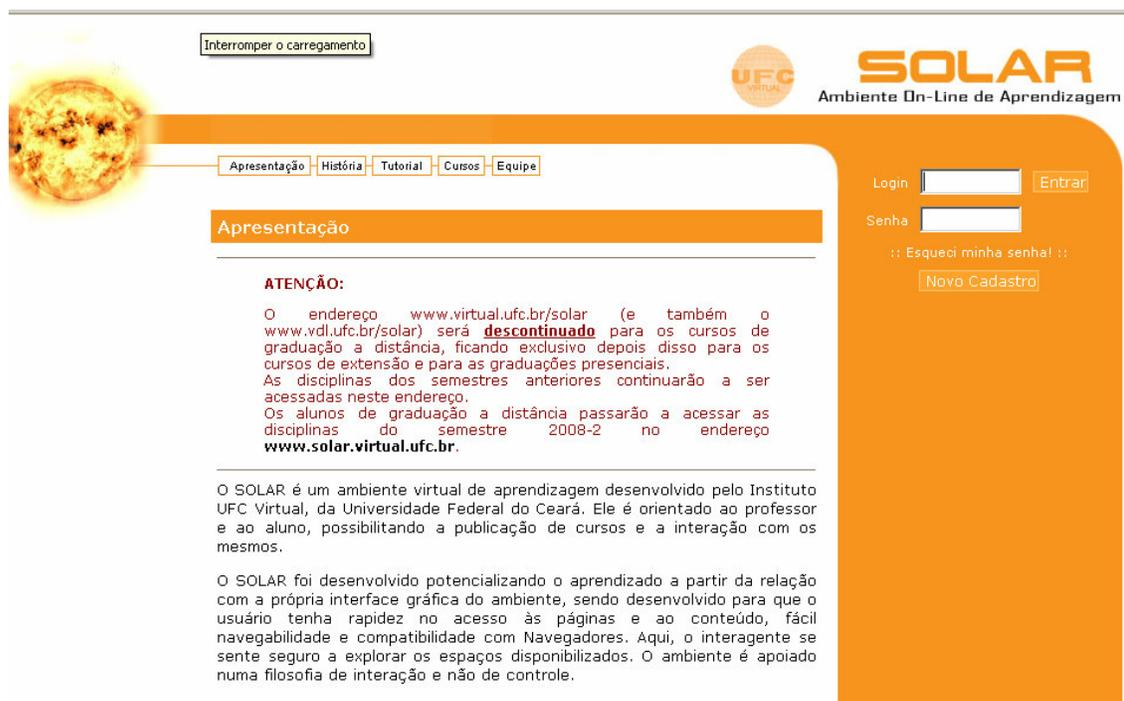 Interromper o carregamento
UFC
VIRTUAL
SOLAR
Ambiente On-Line de Aprendizagem
Apresentação História Tutorial Cursos Equipe
Login Entrar
Senha
:: Esqueci minha senha! ::
Novo Cadastro
Apresentação
ATENÇÃO:
O endereço www.virtual.ufc.br/solar (e também o
www.vdl.ufc.br/solar) será descontinuado para os cursos de
graduação a distância, ficando exclusivo depois disso para os
cursos de extensão e para as graduações presenciais.
As disciplinas dos semestres anteriores continuarão a ser
acessadas neste endereço.
Os alunos de graduação a distância passarão a acessar as
disciplinas do semestre 2008-2 no endereço
www.solar.virtual.ufc.br.
O SOLAR é um ambiente virtual de aprendizagem desenvolvido pelo Instituto
UFC Virtual, da Universidade Federal do Ceará. Ele é orientado ao professor
e ao aluno, possibilitando a publicação de cursos e a interação com os
mesmos.
O SOLAR foi desenvolvido potencializando o aprendizado a partir da relação
com a própria interface gráfica do ambiente, sendo desenvolvido para que o
usuário tenha rapidez no acesso às páginas e ao conteúdo, fácil
navegabilidade e compatibilidade com Navegadores. Aqui, o interagente se
sente seguro a explorar os espaços disponibilizados. O ambiente é apoiado
numa filosofia de interação e não de controle.